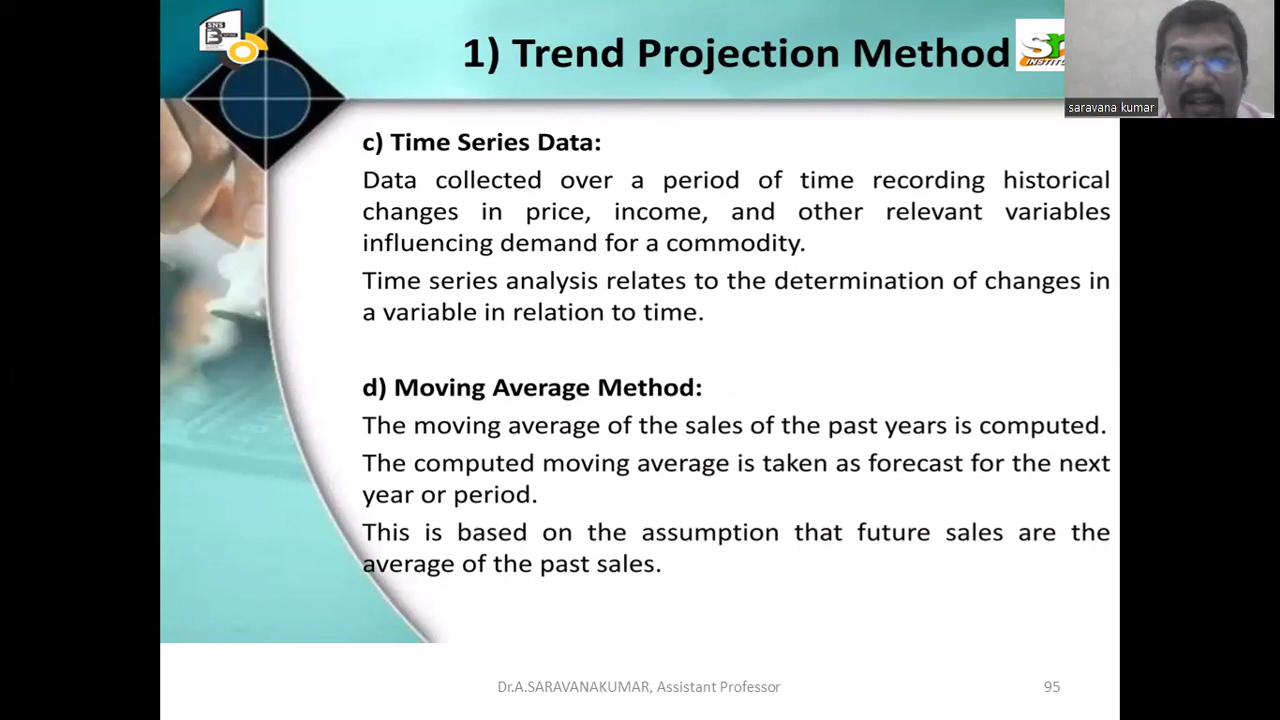 SNS
1) Trend Projection Method
INSTITU
saravana kumar
c) Time Series Data:
Data collected over a period of time recording historical
changes in price, income, and other relevant variables
influencing demand for a commodity.
Time series analysis relates to the determination of changes in
a variable in relation to time.
d) Moving Average Method:
The moving average of the sales of the past years is computed.
The computed moving average is taken as forecast for the next
year or period.
This is based on the assumption that future sales are the
average of the past sales.
Dr.A.SARAVANAKUMAR, Assistant Professor
95